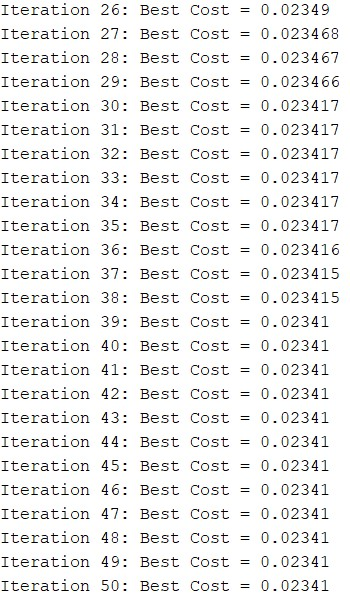 Iteration 26: Best Cost = 0.02349
Iteration 27: Best Cost = 0.023468
Iteration 28: Best Cost = 0.023467
Iteration 29: Best Cost = 0.023466
Iteration 30: Best Cost = 0.023417
Iteration 31: Best Cost = 0.023417
Iteration 32: Best Cost = 0.023417
Iteration 33: Best Cost = 0.023417
Iteration 34: Best Cost = 0.023417
Iteration 35: Best Cost = 0.023417
Iteration 36: Best Cost = 0.023416
Iteration 37: Best Cost = 0.023415
Iteration 38: Best Cost = 0.023415
Iteration 39: Best Cost = 0.02341
Iteration 40: Best Cost = 0.02341
Iteration 41: Best Cost = 0.02341
Iteration 42: Best Cost = 0.02341
Iteration 43: Best Cost = 0.02341
Iteration 44: Best Cost = 0.02341
Iteration 45: Best Cost = 0.02341
Iteration 46: Best Cost = 0.02341
Iteration 47: Best Cost = 0.02341
Iteration 48: Best Cost = 0.02341
Iteration 49: Best Cost = 0.02341
Iteration 50: Best Cost = 0.02341